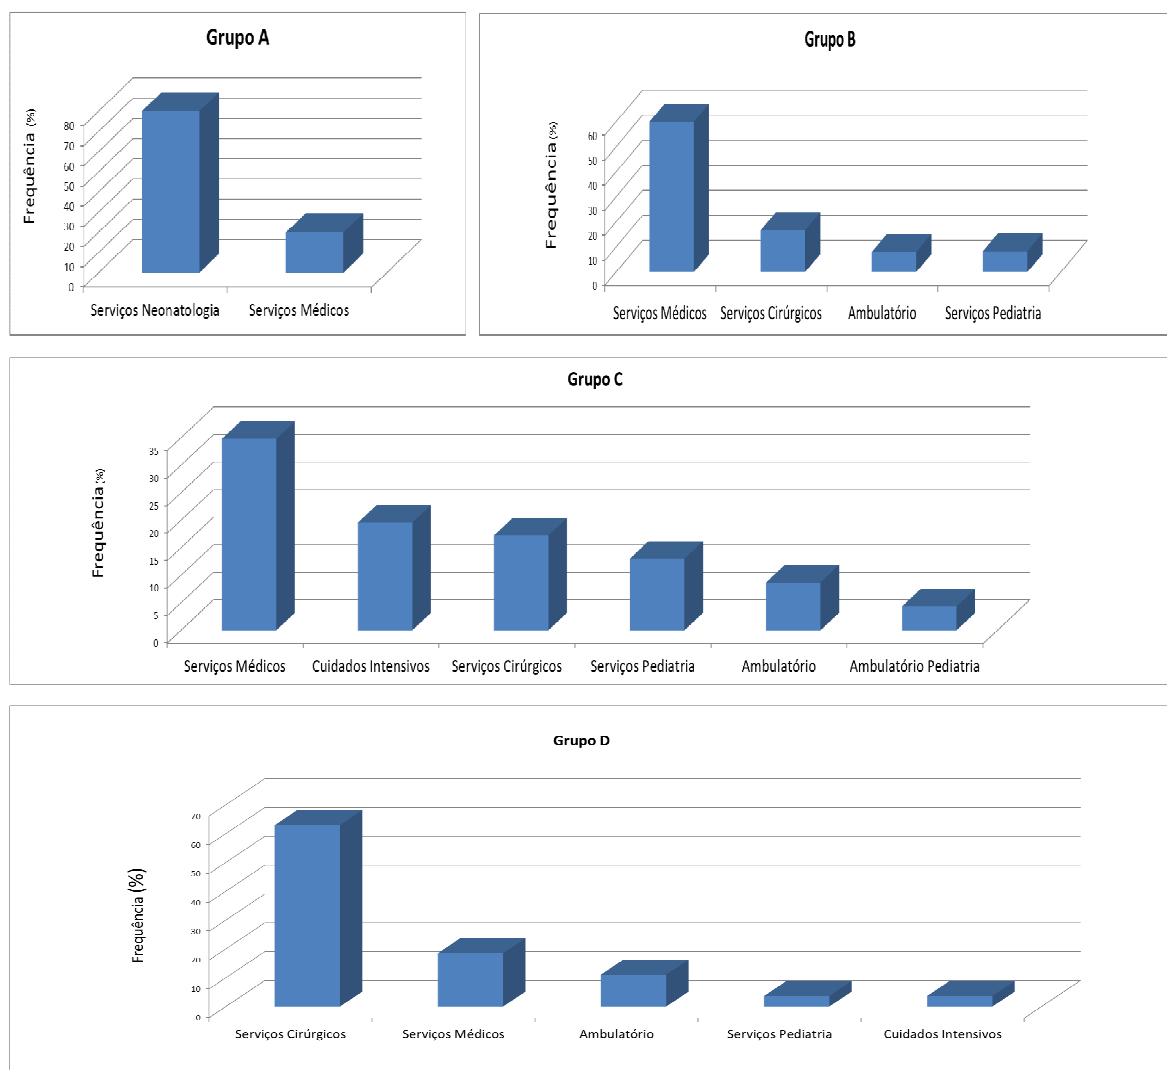 Grupo A
Frequência (%)
80
70
60
50
40
30
20
10
0
Serviços Neonatologia
Serviços Médicos
Grupo B
Frequência (%)
60
50
40
30
20
10
0
Serviços Médicos
Serviços Cirúrgicos
Ambulatório
Serviços Pediatria
Grupo C
Frequência (%)
35
30
25
20
15
10
5
0
Serviços Médicos
Cuidados Intensivos
Serviços Cirúrgicos
Serviços Pediatria
Ambulatório
Ambulatório Pediatria
Grupo D
Frequência (%)
70
60
50
40
30
20
10
0
Serviços Cirúrgicos
Serviços Médicos
Ambulatório
Serviços Pediatria
Cuidados Intensivos